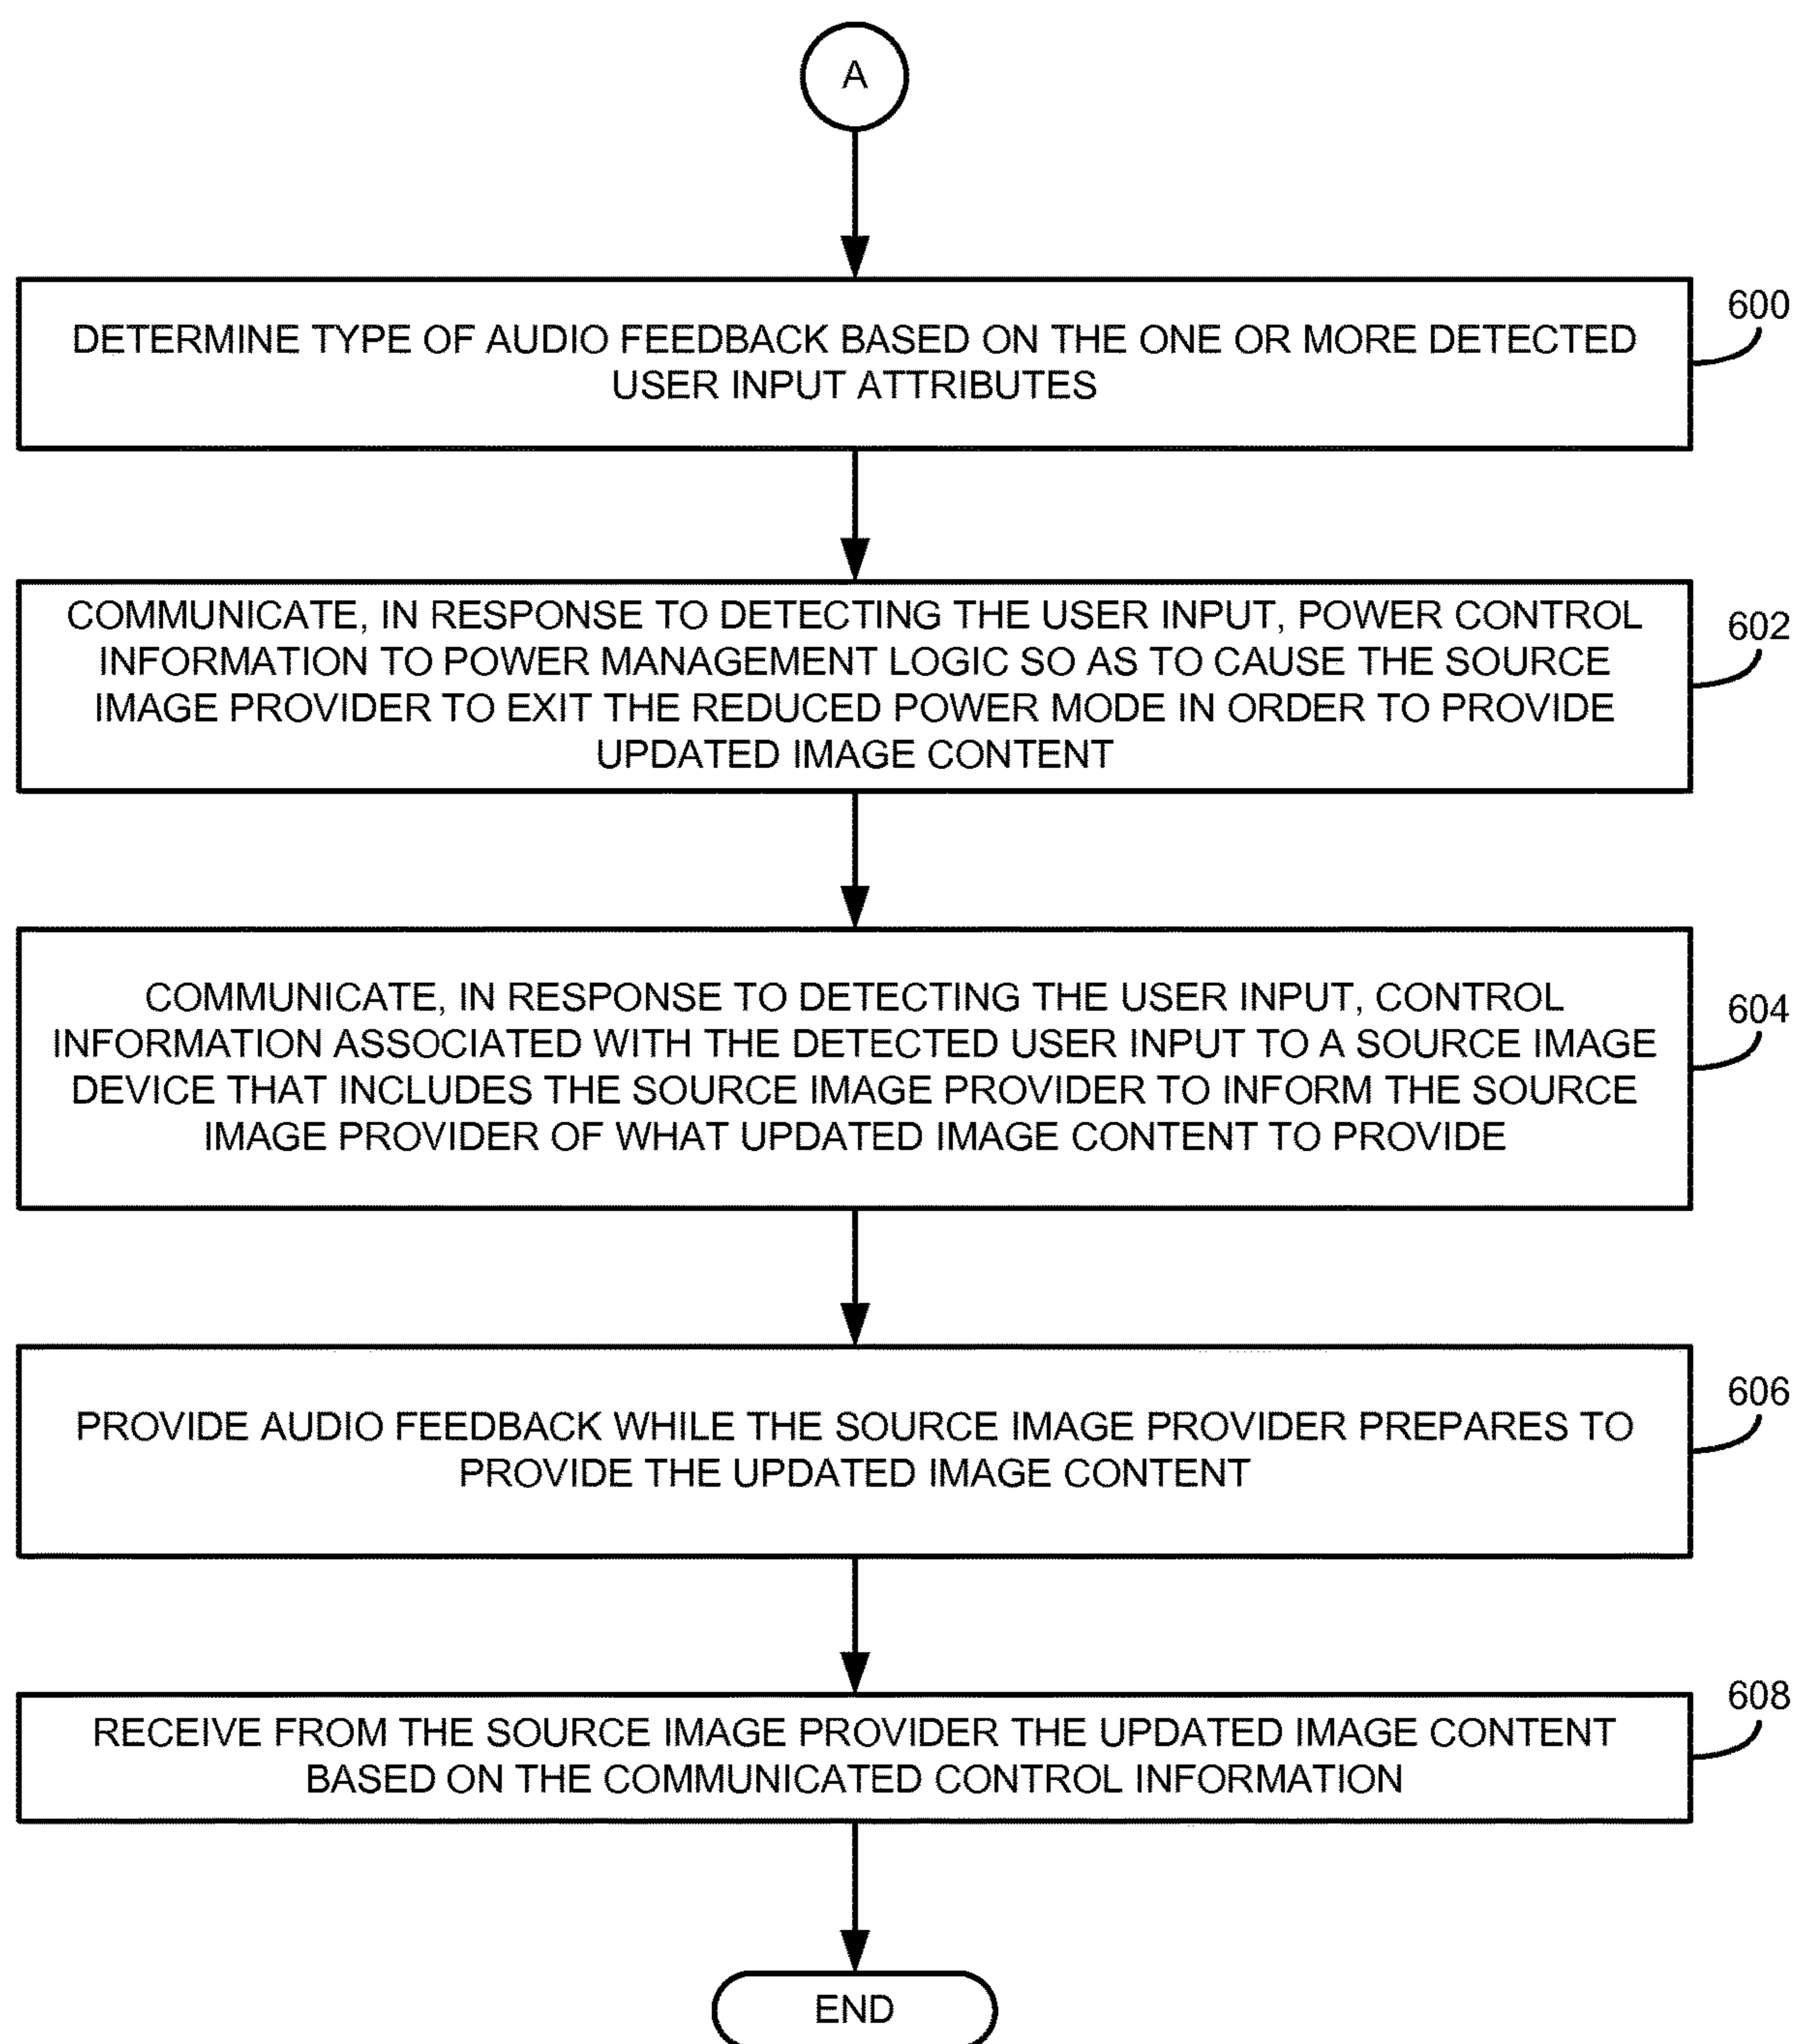 A
DETERMINE TYPE OF AUDIO FEEDBACK BASED ON THE ONE OR MORE DETECTED
USER INPUT ATTRIBUTES
600
COMMUNICATE, IN RESPONSE TO DETECTING THE USER INPUT, POWER CONTROL
INFORMATION TO POWER MANAGEMENT LOGIC SO AS TO CAUSE THE SOURCE
IMAGE PROVIDER TO EXIT THE REDUCED POWER MODE IN ORDER TO PROVIDE
UPDATED IMAGE CONTENT
602
COMMUNICATE, IN RESPONSE TO DETECTING THE USER INPUT, CONTROL
INFORMATION ASSOCIATED WITH THE DETECTED USER INPUT TO A SOURCE IMAGE
DEVICE THAT INCLUDES THE SOURCE IMAGE PROVIDER TO INFORM THE SOURCE
IMAGE PROVIDER OF WHAT UPDATED IMAGE CONTENT TO PROVIDE
604
PROVIDE AUDIO FEEDBACK WHILE THE SOURCE IMAGE PROVIDER PREPARES TO
PROVIDE THE UPDATED IMAGE CONTENT
606
RECEIVE FROM THE SOURCE IMAGE PROVIDER THE UPDATED IMAGE CONTENT
BASED ON THE COMMUNICATED CONTROL INFORMATION
608
END